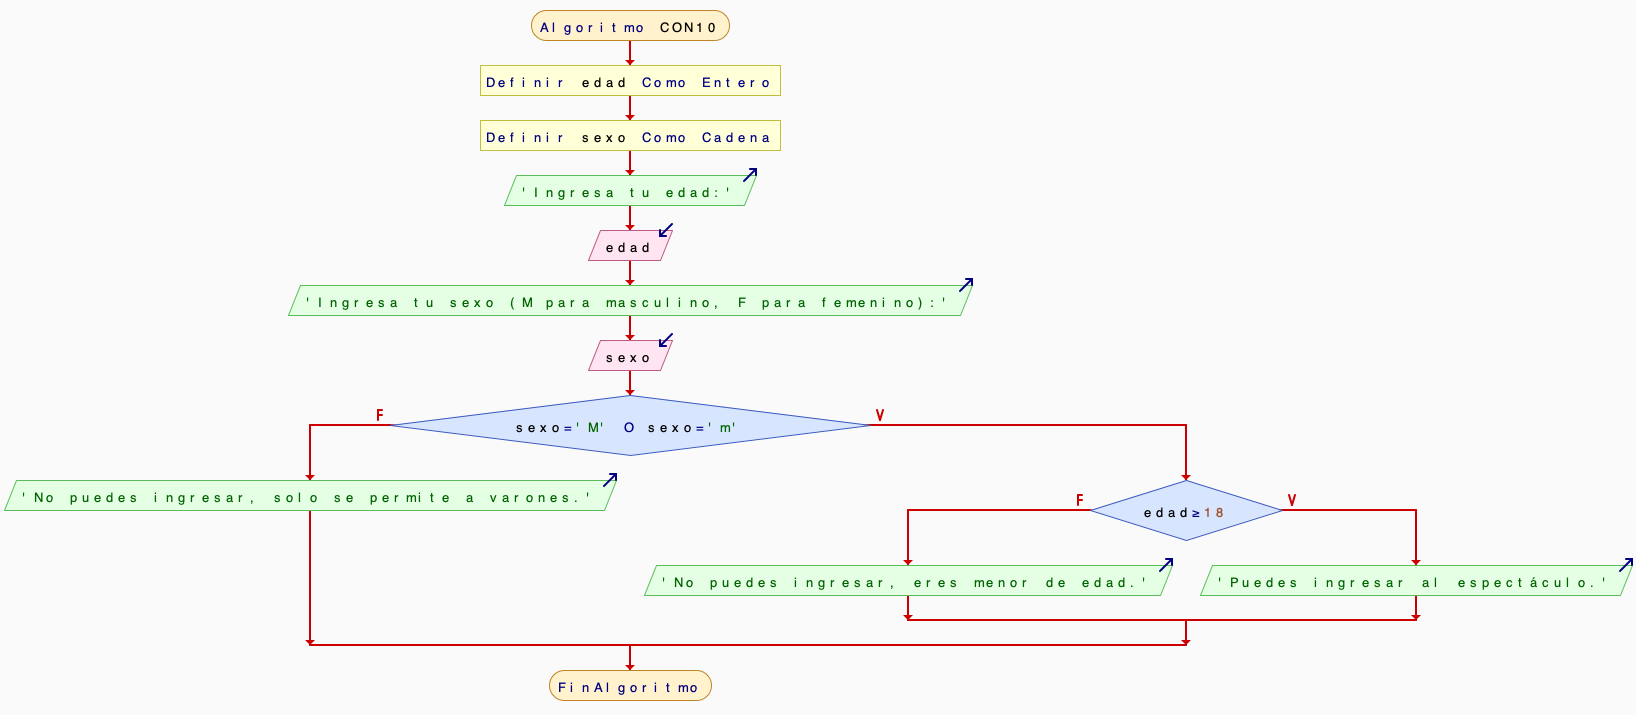 Algoritmo CON10
Definir edad Como Entero
Definir sexo Como Cadena
'Ingresa tu edad:'
edad
'Ingresa tu sexo (M para masculino, F para femenino):'
sexo
F
V
sexo='M' O sexo='m'
'No puedes ingresar, solo se permite a varones.'
F
V
edad≥18
'No puedes ingresar, eres menor de edad.'
'Puedes ingresar al espectáculo.'
FinAlgoritmo